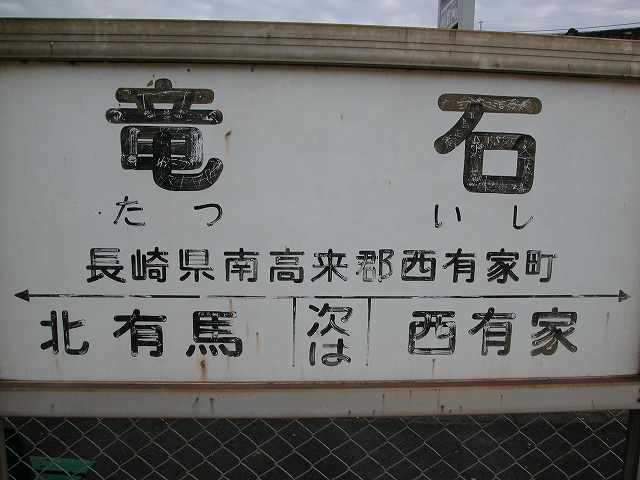 竜石
たついし
長崎県南高来郡西有家町
北有馬 次は 西有家